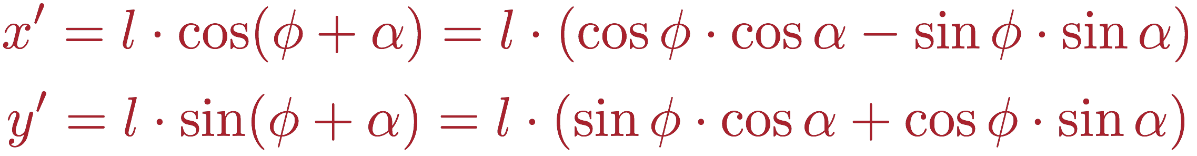 x′ = l · cos(ϕ + α) = l · (cos ϕ · cos α − sin ϕ · sin α)
y′ = l · sin(ϕ + α) = l · (sin ϕ · cos α + cos ϕ · sin α)